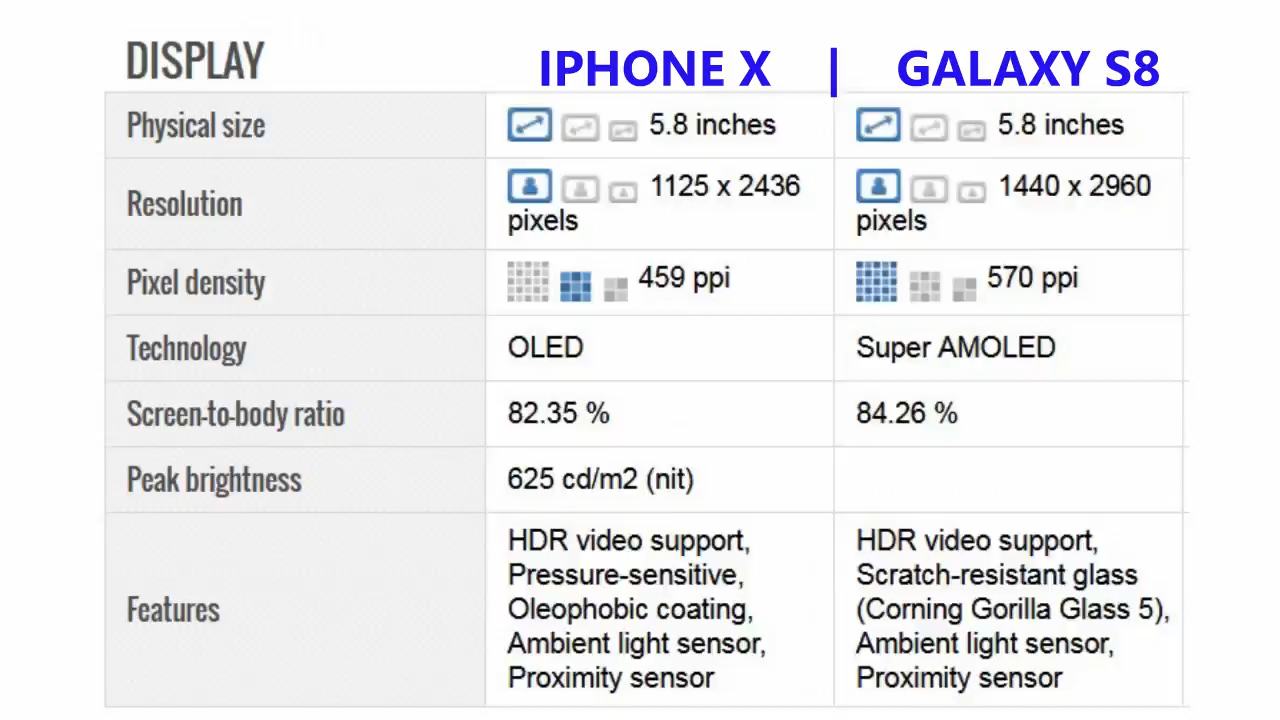 DISPLAY IPHONE X | GALAXY S8
Physical size 5.8 inches 5.8 inches
Resolution 1125 x 2436 pixels 1440 x 2960 pixels
Pixel density 459 ppi 570 ppi
Technology OLED Super AMOLED
Screen-to-body ratio 82.35 % 84.26 %
Peak brightness 625 cd/m2 (nit)
Features
HDR video support,
Pressure-sensitive,
Oleophobic coating,
Ambient light sensor,
Proximity sensor
HDR video support,
Scratch-resistant glass
(Corning Gorilla Glass 5),
Ambient light sensor,
Proximity sensor